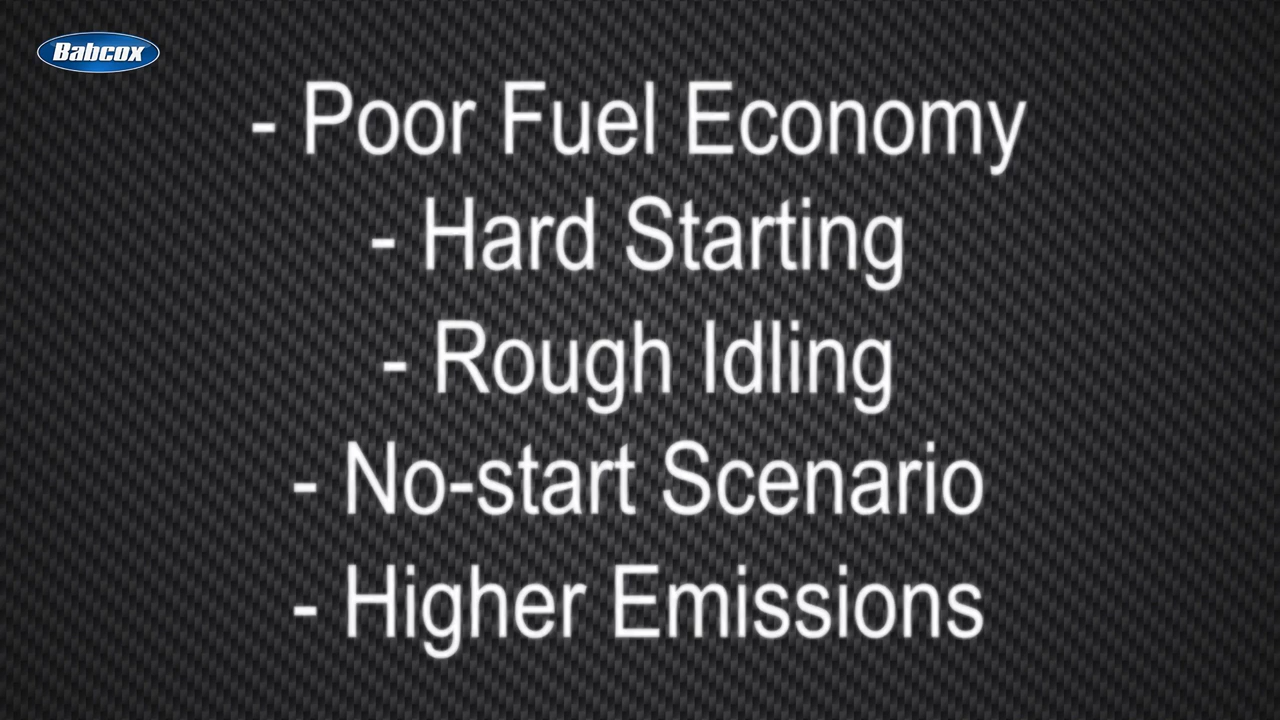 Babcox
- Poor Fuel Economy
- Hard Starting
- Rough Idling
- No-start Scenario
- Higher Emissions